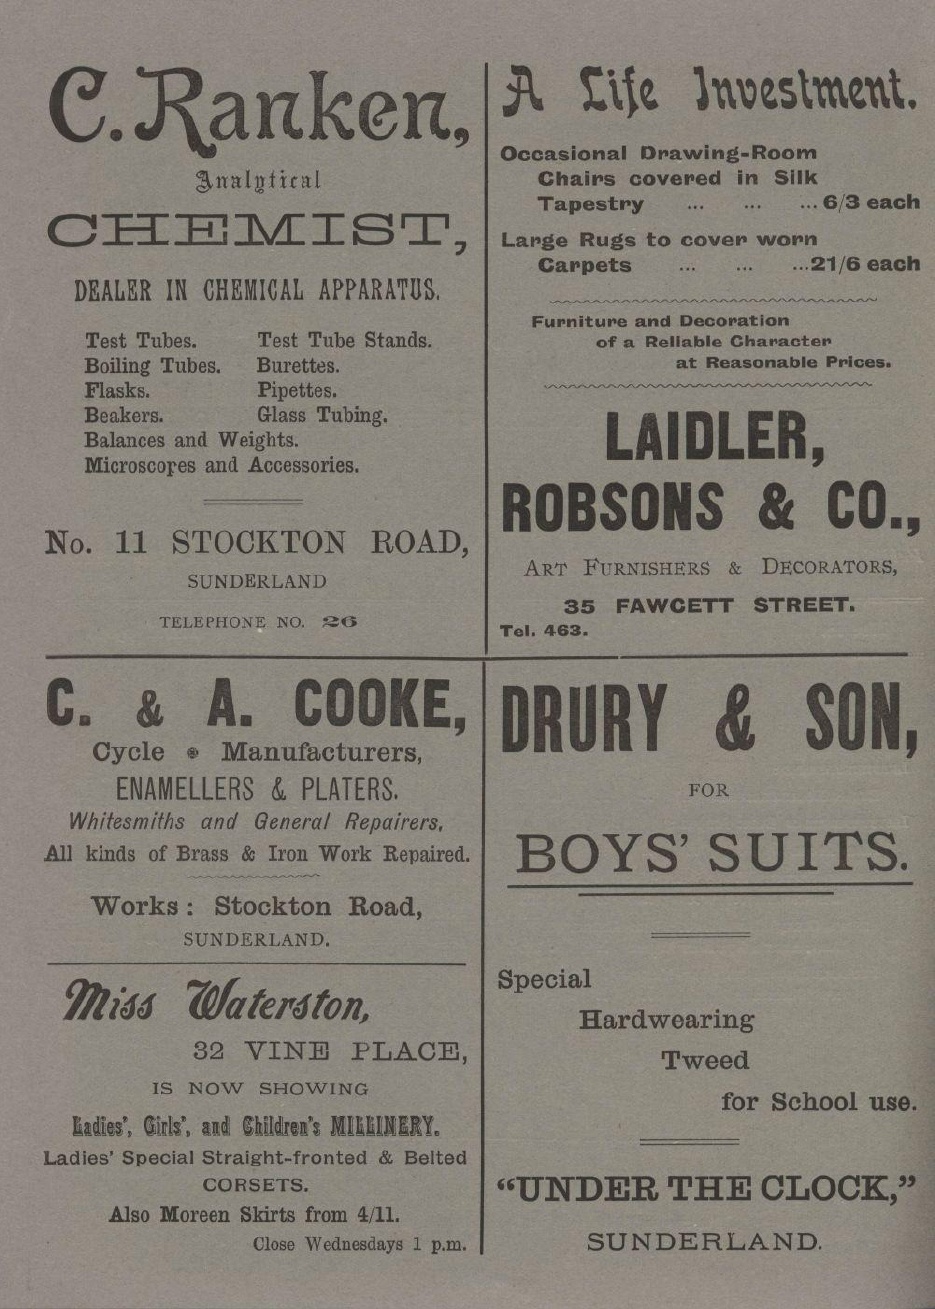 C. Ranken,
Analytical
CHEMIST,
DEALER IN CHEMICAL APPARATUS.
Test Tubes. Test Tube Stands.
Boiling Tubes. Burettes.
Flasks. Pipettes.
Beakers. Glass Tubing.
Balances and Weights.
Microscopes and Accessories.
No. 11 STOCKTON ROAD,
SUNDERLAND
TELEPHONE NO. 26
A Life Investment.
Occasional Drawing-Room
Chairs covered in Silk
Tapestry ... ... ... 6/3 each
Large Rugs to cover worn
Carpets ... ... ...21/6 each
Furniture and Decoration
of a Reliable Character
at Reasonable Prices.
LAIDLER,
ROBSONS & CO.,
ART FURNISHERS & DECORATORS,
35 FAWCETT STREET.
Tel. 463.
C. & A. COOKE,
Cycle Manufacturers,
ENAMELLERS & PLATERS.
Whitesmiths and General Repairers,
All kinds of Brass & Iron Work Repaired.
Works: Stockton Road,
SUNDERLAND.
Miss Waterston,
32 VINE PLACE,
IS NOW SHOWING
Ladies', Girls', and Children's MILLINERY.
Ladies' Special Straight-fronted & Belted
CORSETS.
Also Moreen Skirts from 4/11.
Close Wednesdays 1 p.m.
DRURY & SON,
FOR
BOYS' SUITS.
Special
Hardwearing
Tweed
for School use.
"UNDER THE CLOCK,"
SUNDERLAND.